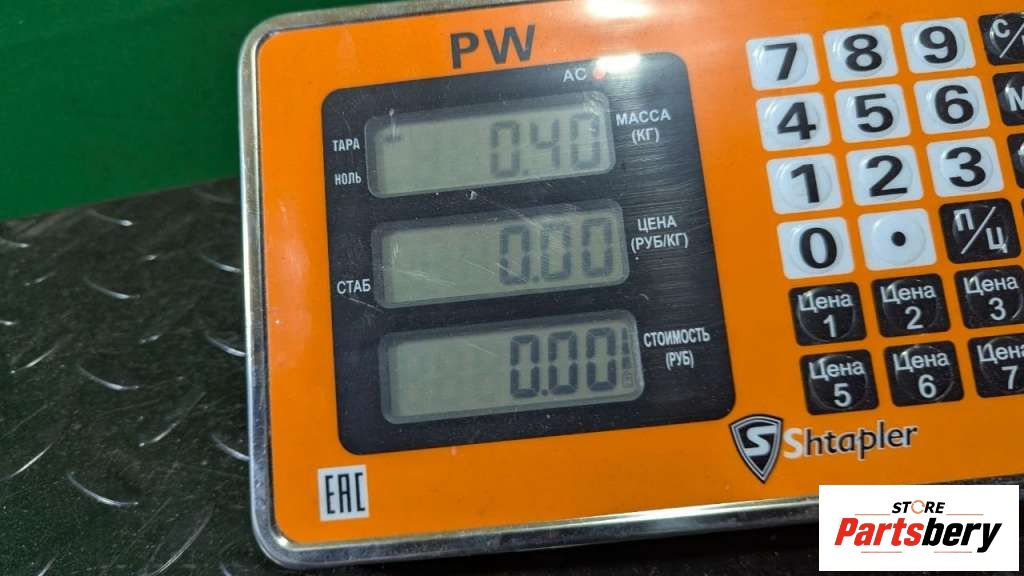 PW
AC
ТАРА
НОЛЬ
0.40
МАССА
(КГ)
СТАБ
0.00
ЦЕНА
(РУБ/КГ)
0.00
СТОИМОСТЬ
(РУБ)
7 8 9 C/
4 5 6 M
1 2 3
0 . П/Ц
Цена 1
Цена 2
Цена 3
Цена 5
Цена 6
Цена 7
Shtapler
EAC
STORE
Partsbery